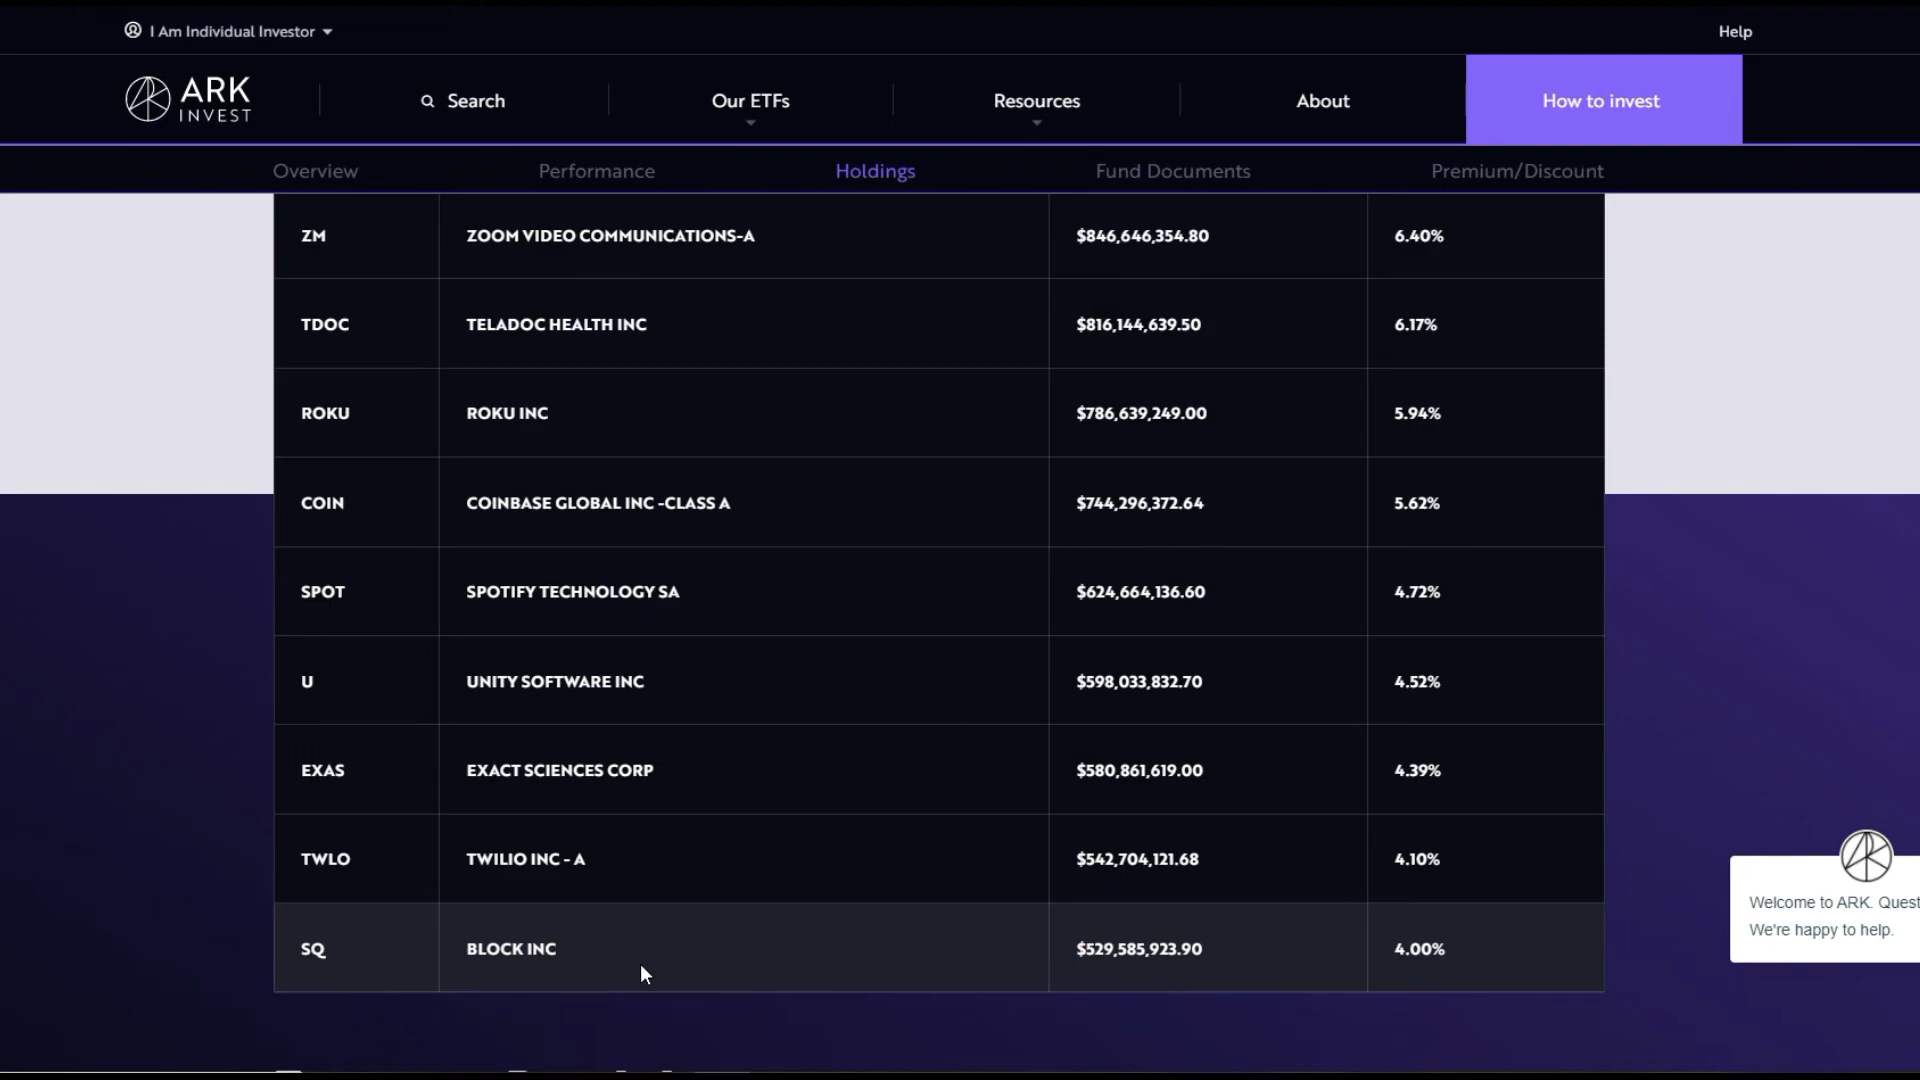 I Am Individual Investor
Help
ARK INVEST
Search
Our ETFs
Resources
About
How to invest
Overview
Performance
Holdings
Fund Documents
Premium/Discount
ZM ZOOM VIDEO COMMUNICATIONS-A $846,646,354.80 6.40%
TDOC TELADOC HEALTH INC $816,144,639.50 6.17%
ROKU ROKU INC $786,639,249.00 5.94%
COIN COINBASE GLOBAL INC -CLASS A $744,296,372.64 5.62%
SPOT SPOTIFY TECHNOLOGY SA $624,664,136.60 4.72%
U UNITY SOFTWARE INC $598,033,832.70 4.52%
EXAS EXACT SCIENCES CORP $580,861,619.00 4.39%
TWLO TWILIO INC - A $542,704,121.68 4.10%
SQ BLOCK INC $529,585,923.90 4.00%
Welcome to ARK. Quest
We're happy to help.